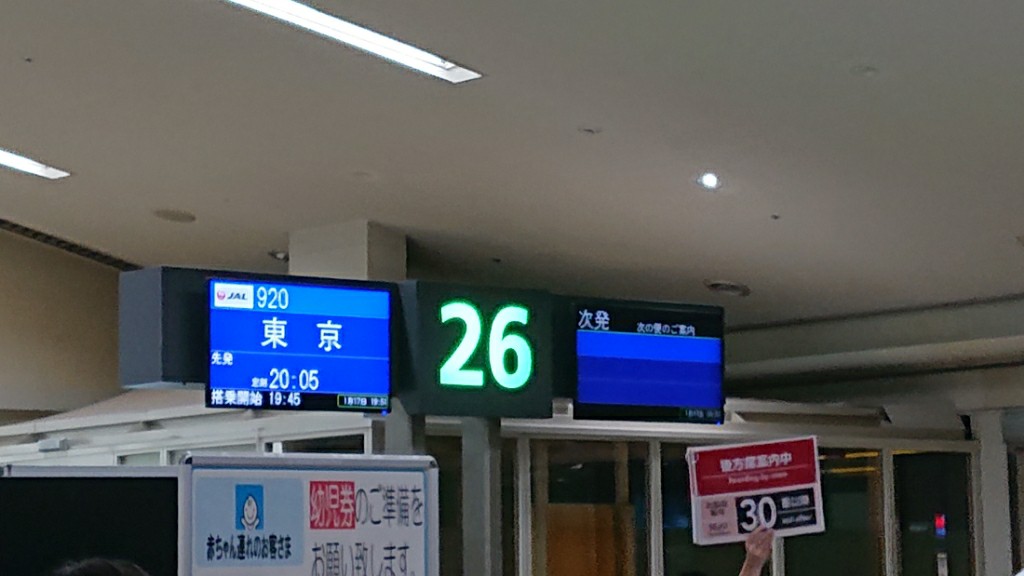 JAL 920
東京
先発
定刻 20:05
搭乗開始 19:45
26
次発 次の便のご案内
後方席案内中
30
赤ちゃん連れのお客さま
幼児券のご準備を
お願い致します。